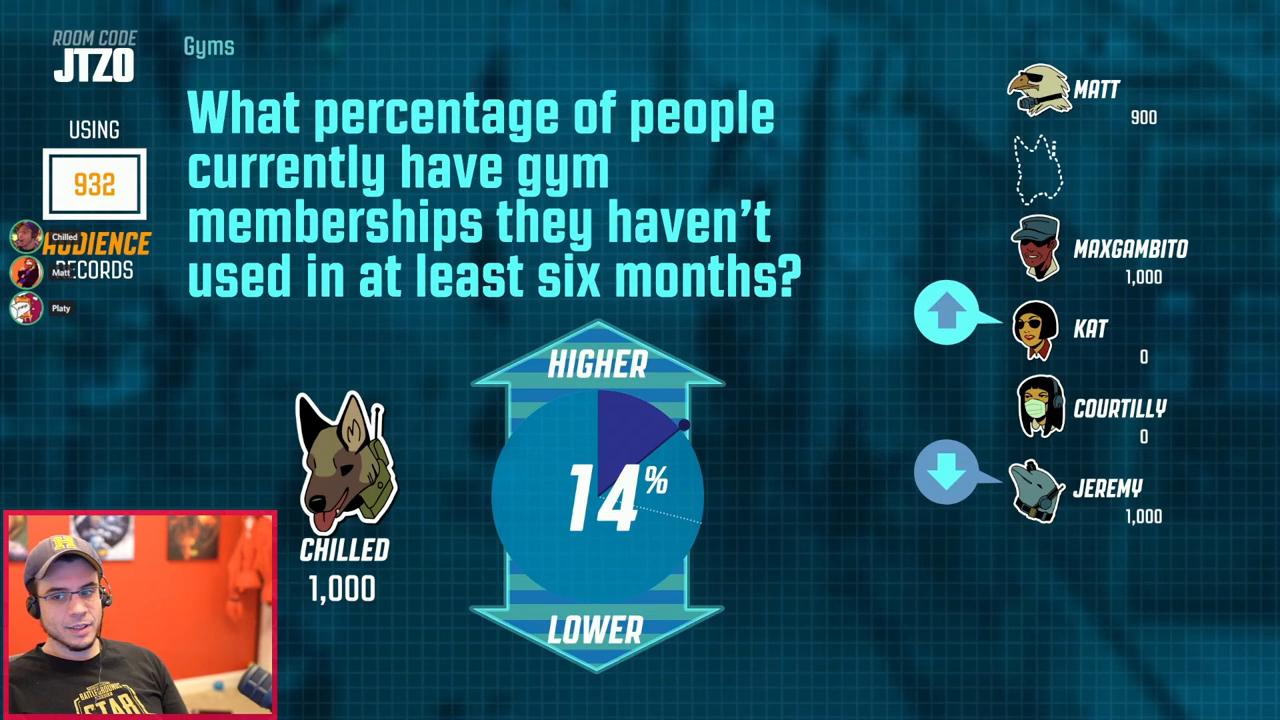 ROOM CODE
JTZO
Gyms
What percentage of people
currently have gym
memberships they haven't
used in at least six months?
USING
932
AUDIENCE
RECORDS
Chilled
Matt
Platy
HIGHER
14%
LOWER
CHILLED
1,000
MATT
900
MAXGAMBITO
1,000
KAT
0
COURTILLY
0
JEREMY
1,000
H
BATTLEGROUNDS
STAR